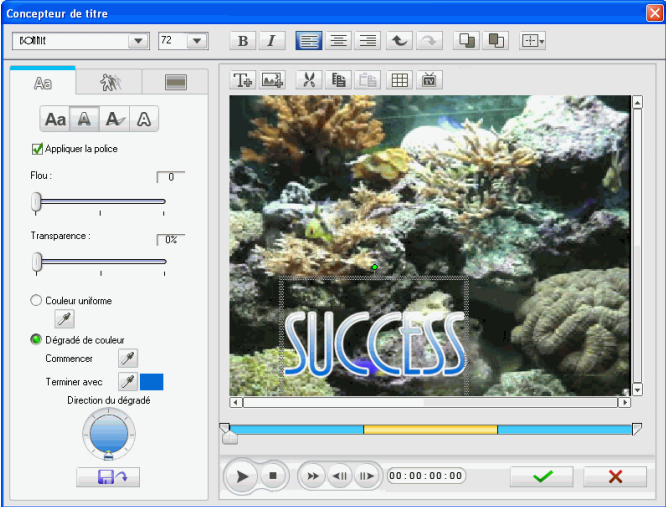 Concepteur de titre
72
B I
Aa
Aa A A A
Appliquer la police
Flou :
0
Transparence :
0%
Couleur uniforme
Dégradé de couleur
Commencer
Terminer avec
Direction du dégradé
SUCCESS
00:00:00:00